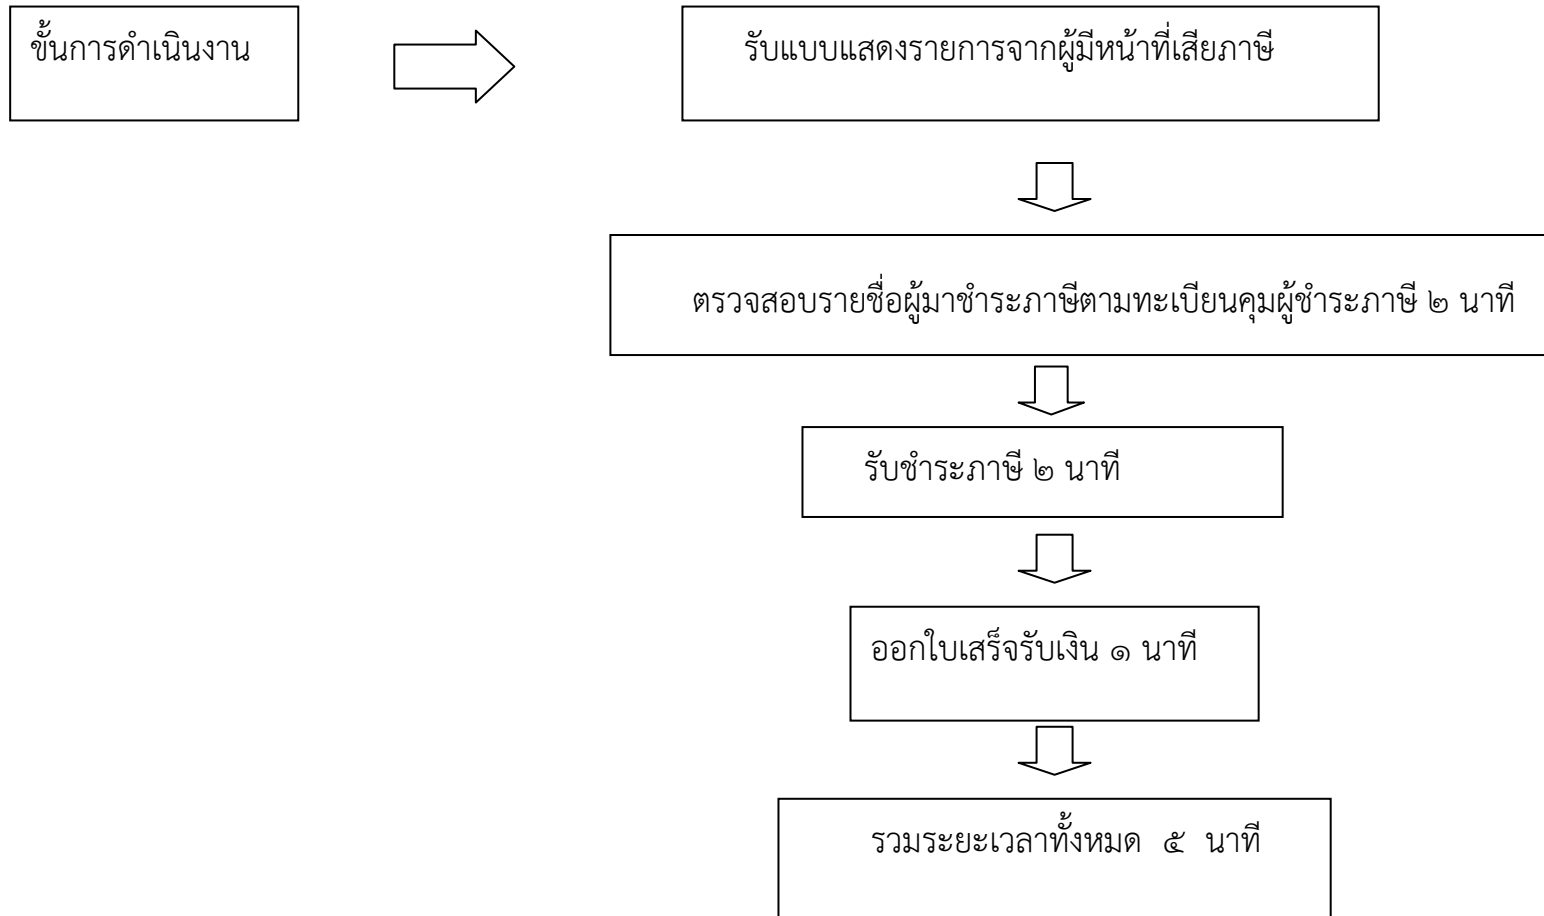 ขั้นการดำเนินงาน
รับแบบแสดงรายการจากผู้มีหน้าที่เสียภาษี
ตรวจสอบรายชื่อผู้มาชำระภาษีตามทะเบียนคุมผู้ชำระภาษี ๒ นาที
รับชำระภาษี ๒ นาที
ออกใบเสร็จรับเงิน ๑ นาที
รวมระยะเวลาทั้งหมด ๕ นาที